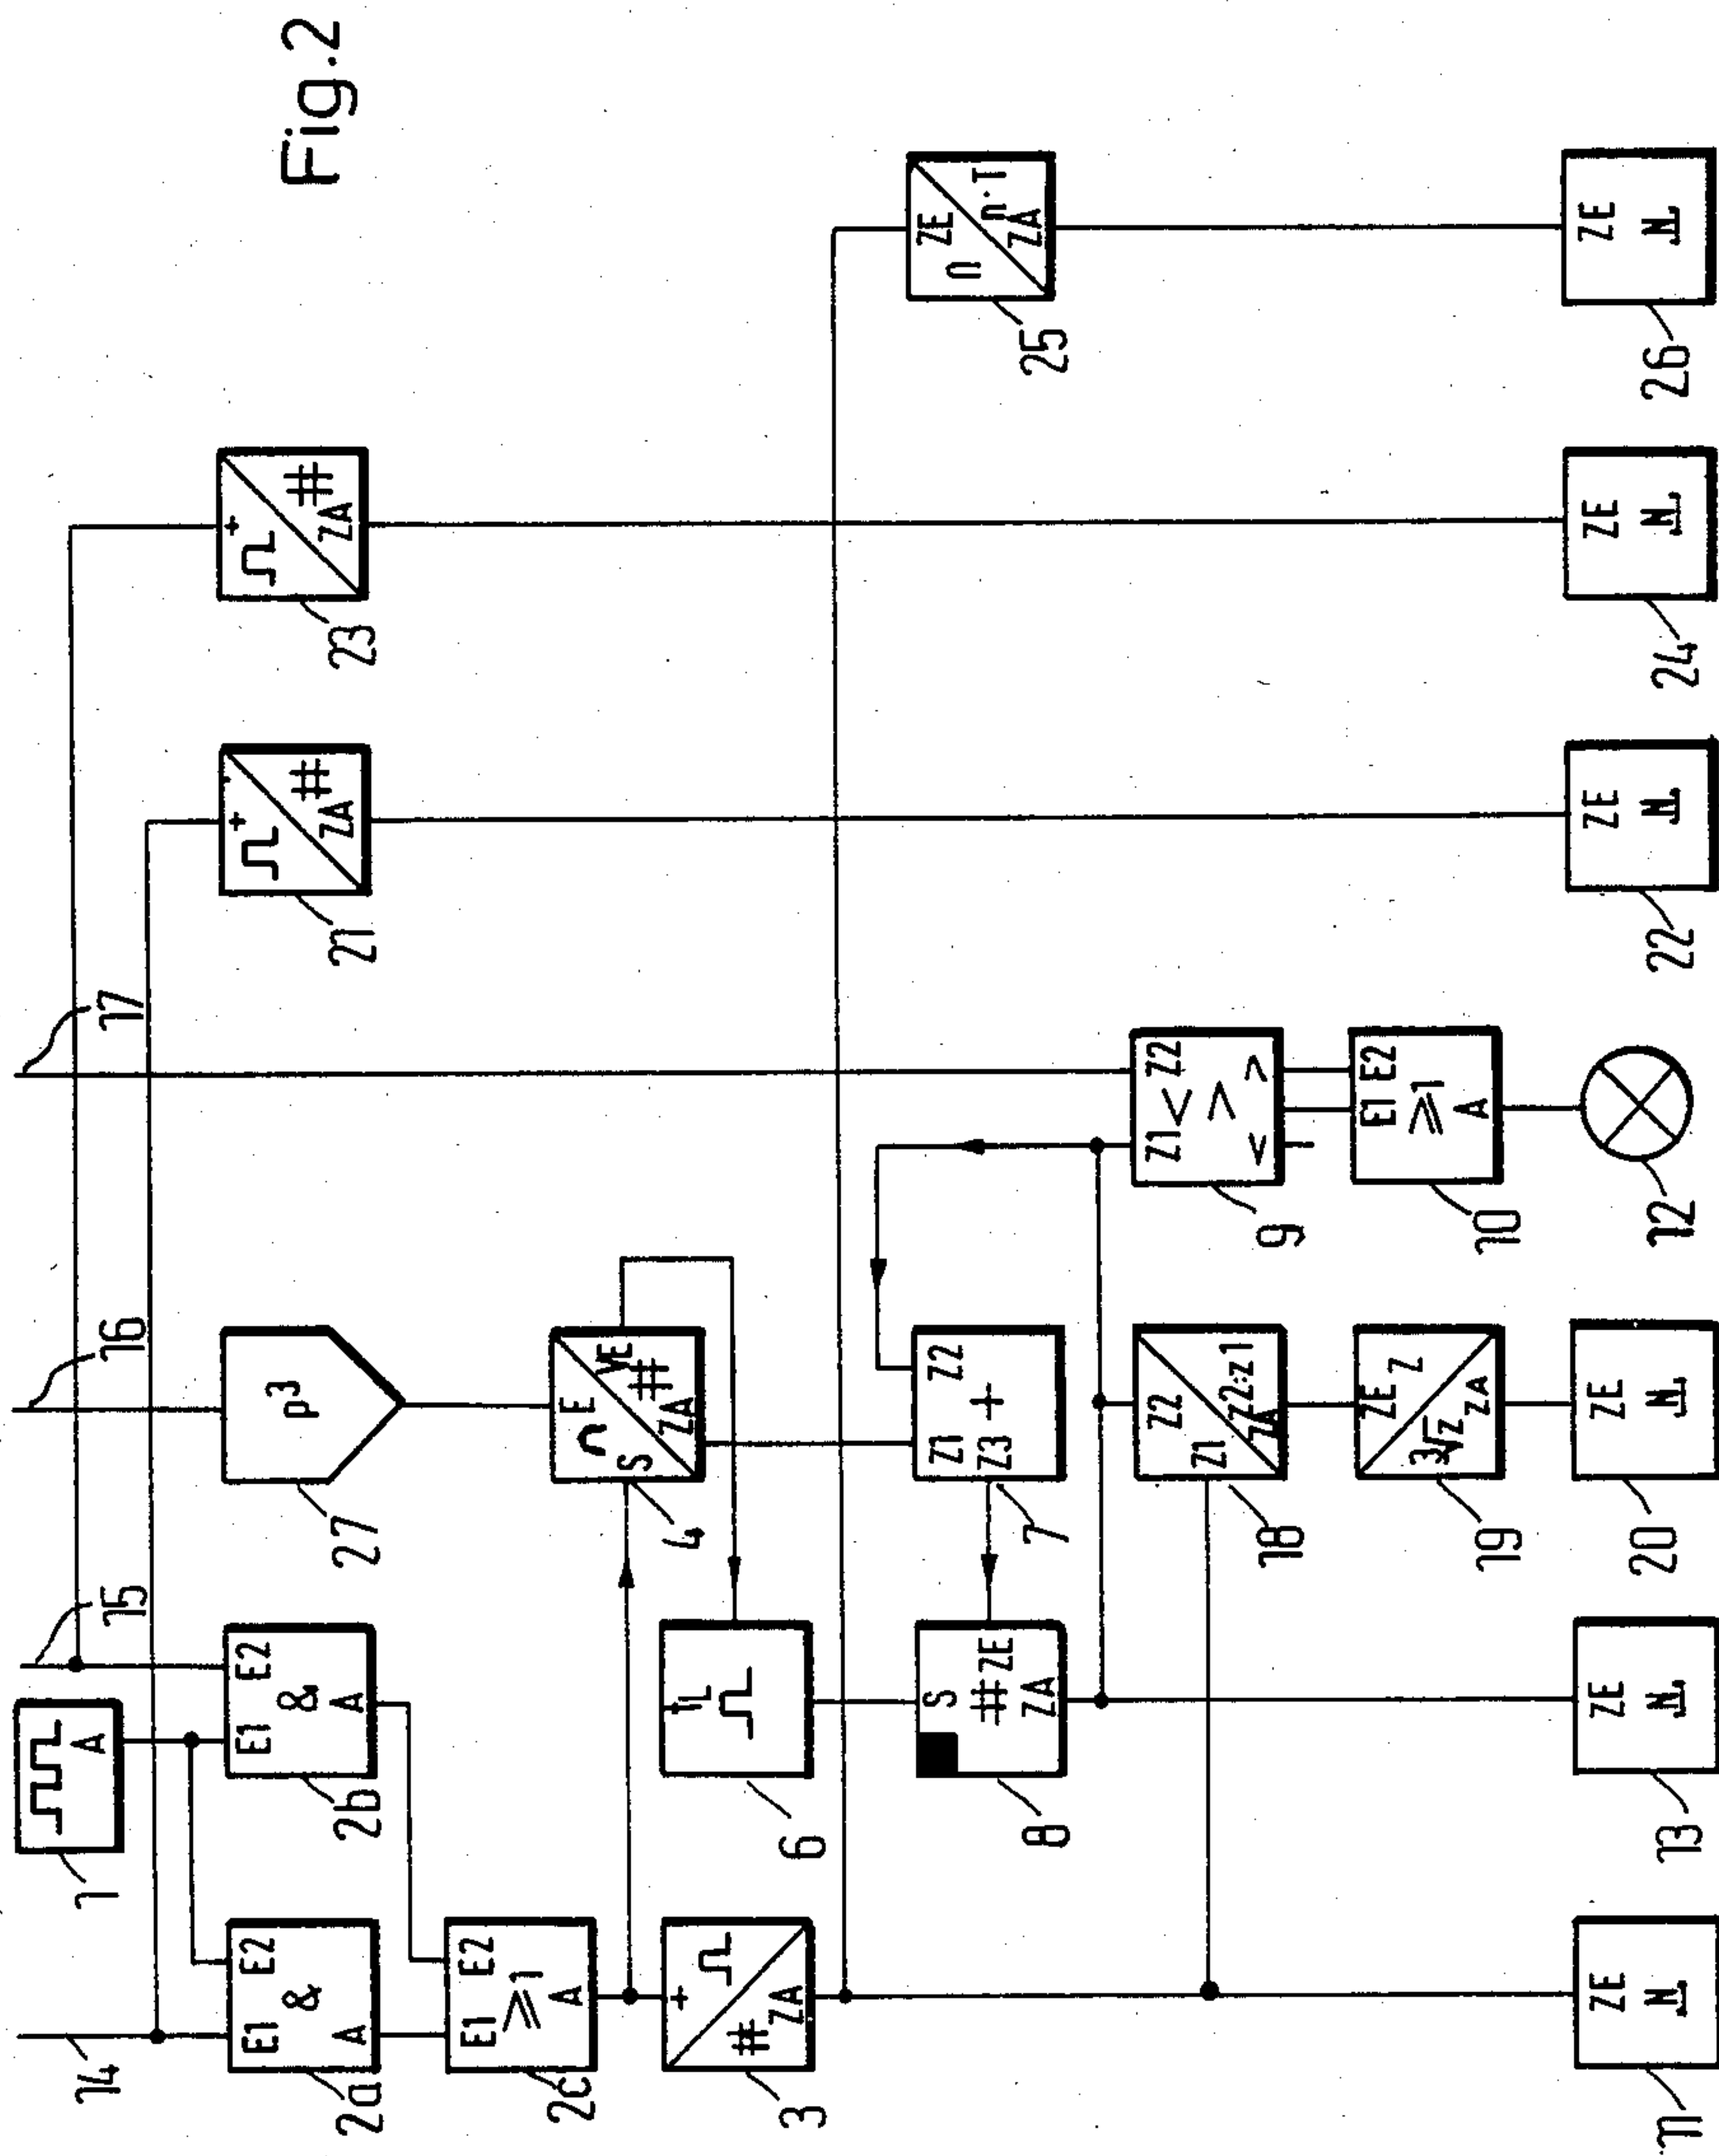 Fig.2
14
1
15
16
17
A
E1 E2
&
A
2a
E1 E2
&
A
2b
p³
27
+
#
ZA
21
+
#
ZA
23
E1 E2
≥1
A
2c
E
S
VE
#
ZA
4
+
#
ZA
3
tL
6
S
#
ZE
ZA
8
Z1 Z2
Z3 +
7
ZE
n
n·T
ZA
25
Z1 Z2
<
>
< >
9
Z2
Z1
z2:z1
ZA
18
E1 E2
≥1
A
10
ZE
Z
³√z
ZA
19
ZE
N
11
ZE
N
13
ZE
N
20
12
ZE
N
22
ZE
N
24
ZE
N
26